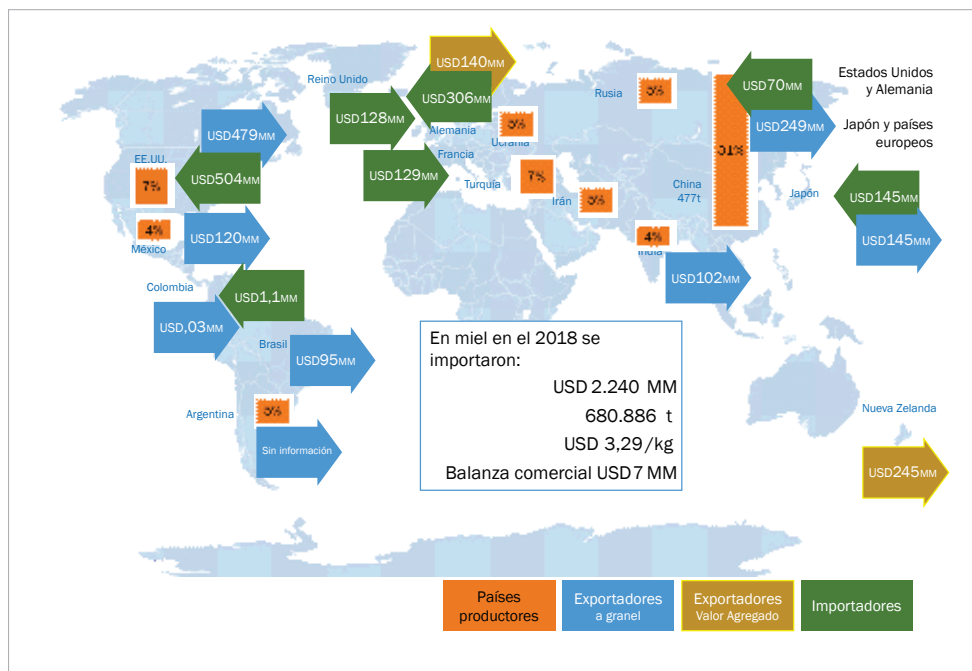 USD140MM
Reino Unido
USD306MM
Rusia
USD70MM
Estados Unidos
y Alemania
USD128MM
Alemania
Ucrania
USD479MM
USD249MM
Japón y países
europeos
EE.UU.
7%
USD504MM
Francia
USD129MM
Turquía
7%
Irán
China
477t
Japón
USD145MM
4%
México
USD120MM
4%
India
USD145MM
USD102MM
Colombia
USD1,1MM
USD,03MM
Brasil
USD95MM
En miel en el 2018 se
importaron:
USD 2.240 MM
680.886 t
USD 3,29/kg
Balanza comercial USD 7 MM
Argentina
Sin información
Nueva Zelanda
USD245MM
Países
productores
Exportadores
a granel
Exportadores
Valor Agregado
Importadores